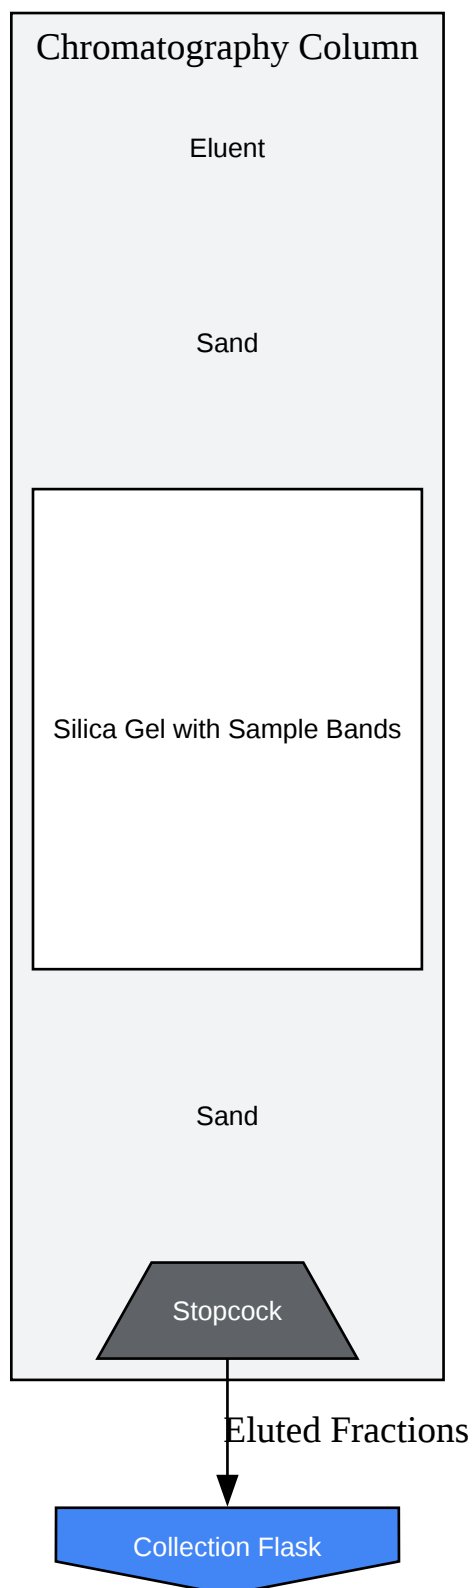 Chromatography Column
Eluent
Sand
Silica Gel with Sample Bands
Sand
Stopcock
Eluted Fractions
Collection Flask